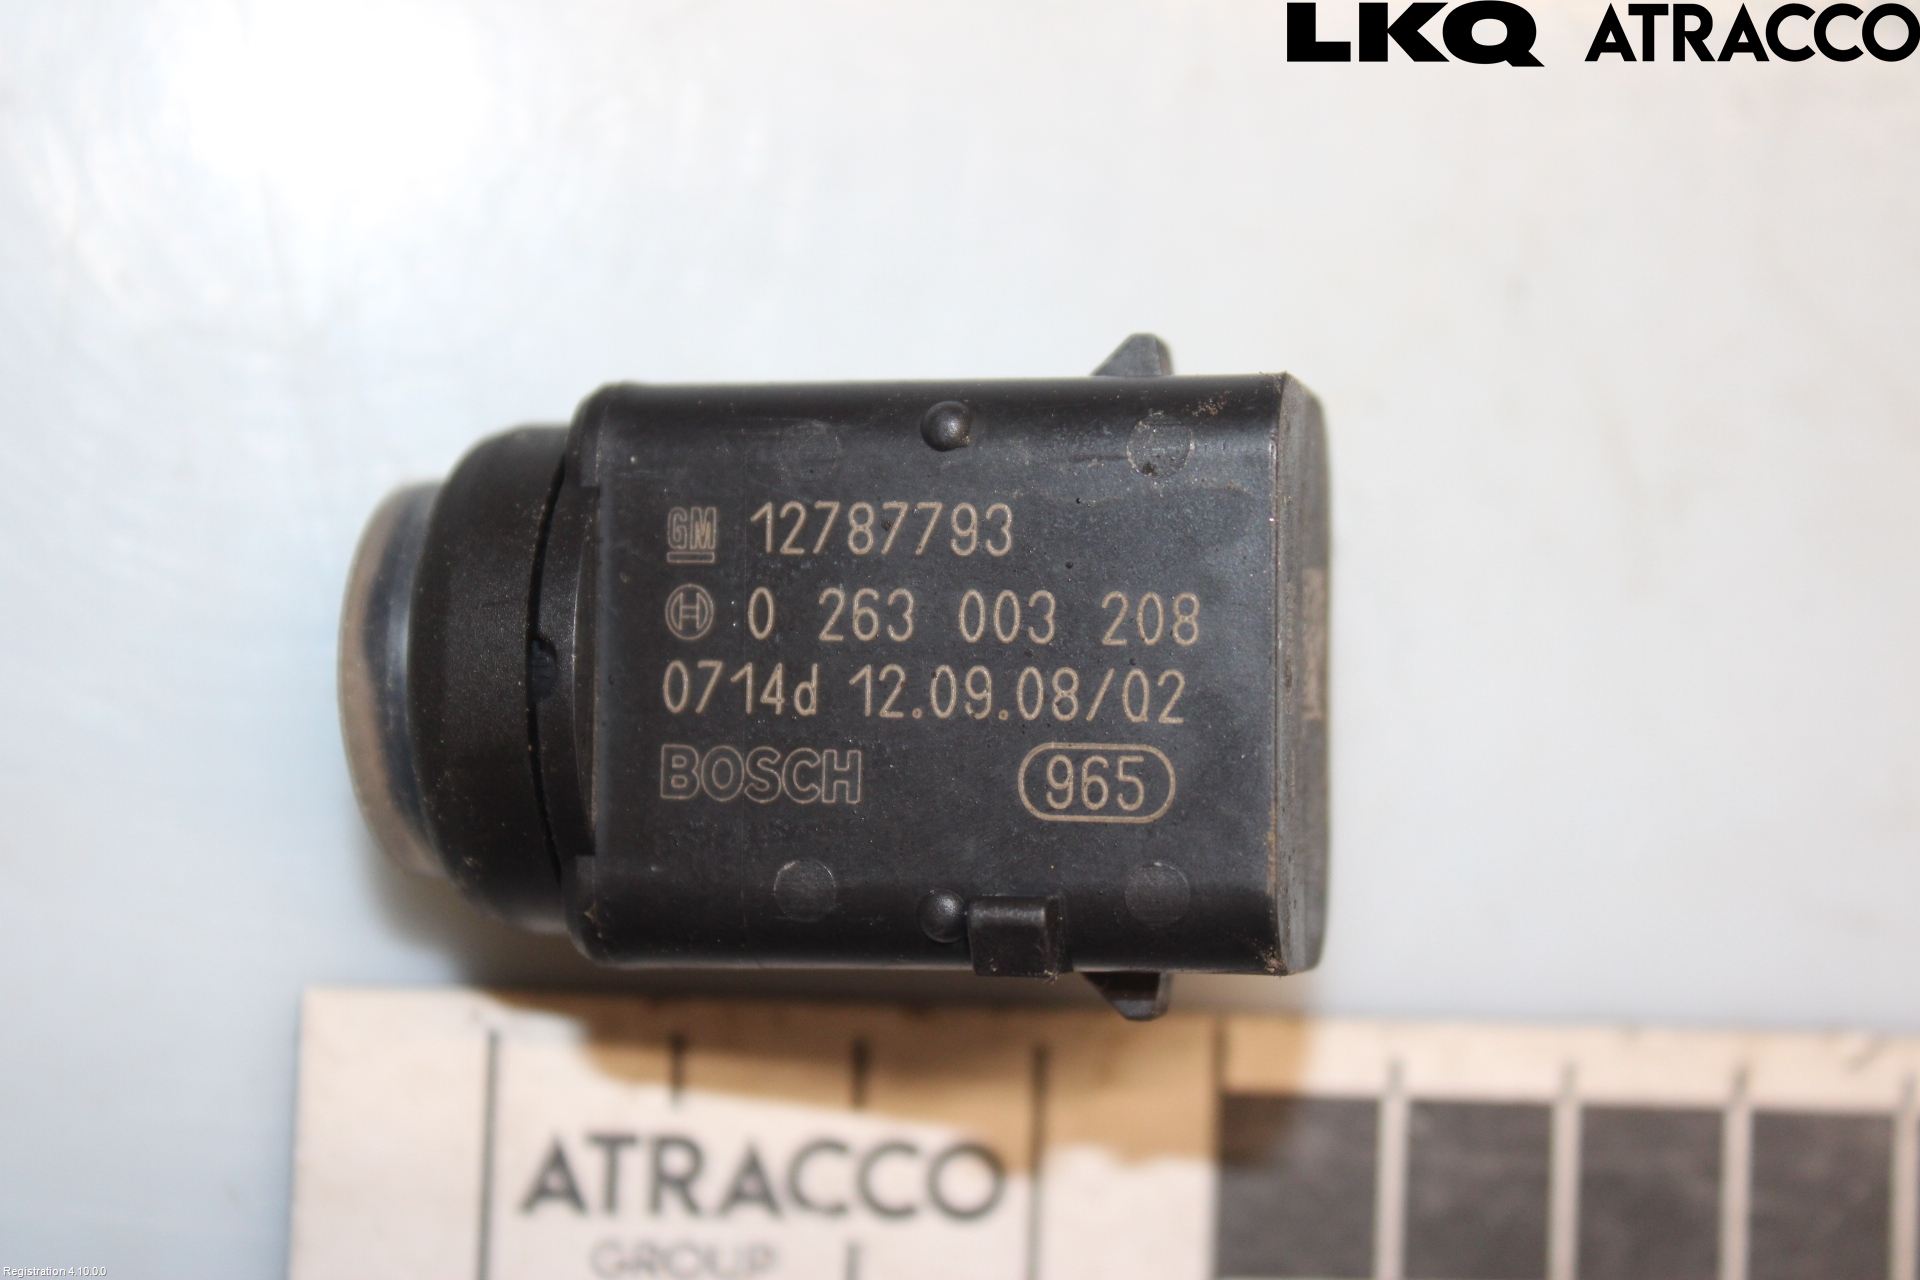 LKQ ATRACCO
GM 12787793
H 0 263 003 208
0714d 12.09.08/02
BOSCH 965
ATRACCO
GROUP
Registration 4.10.0.0